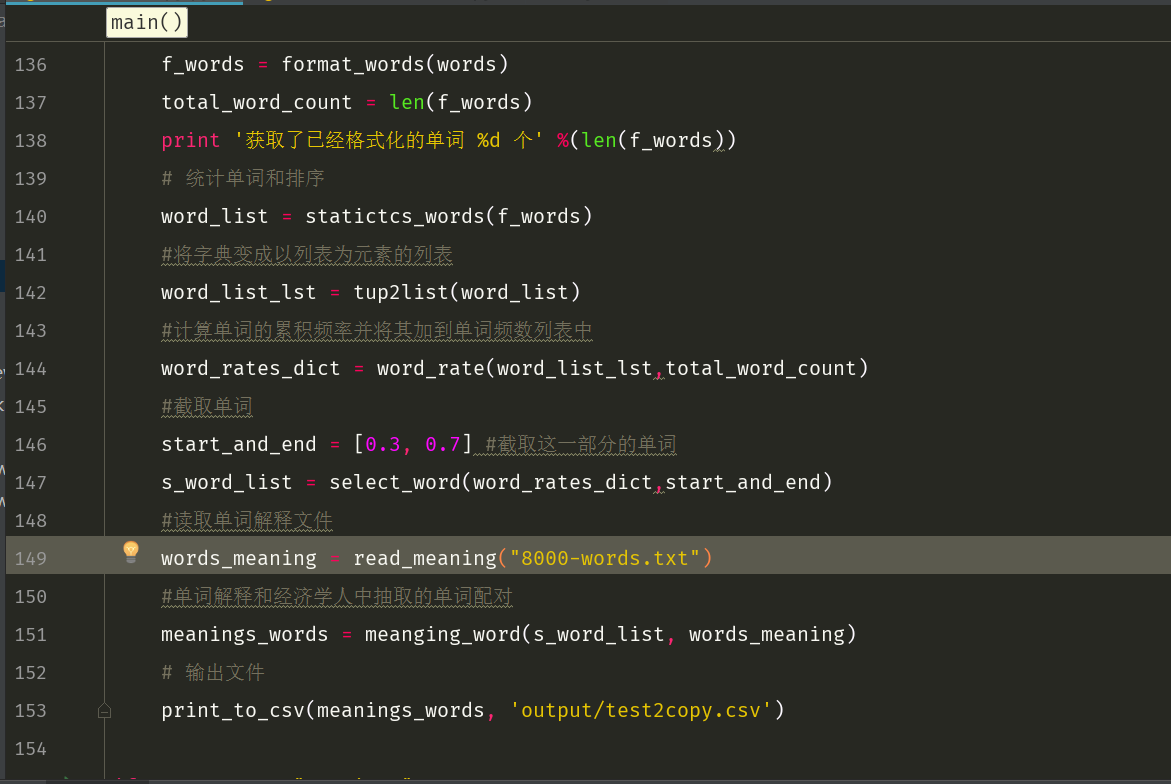 main()
136 f_words = format_words(words)
137 total_word_count = len(f_words)
138 print '获取了已经格式化的单词 %d 个' %(len(f_words))
139 # 统计单词和排序
140 word_list = statictcs_words(f_words)
141 #将字典变成以列表为元素的列表
142 word_list_lst = tup2list(word_list)
143 #计算单词的累积频率并将其加到单词频数列表中
144 word_rates_dict = word_rate(word_list_lst,total_word_count)
145 #截取单词
146 start_and_end = [0.3, 0.7] #截取这一部分的单词
147 s_word_list = select_word(word_rates_dict,start_and_end)
148 #读取单词解释文件
149 words_meaning = read_meaning("8000-words.txt")
150 #单词解释和经济学人中抽取的单词配对
151 meanings_words = meanging_word(s_word_list, words_meaning)
152 # 输出文件
153 print_to_csv(meanings_words, 'output/test2copy.csv')
154